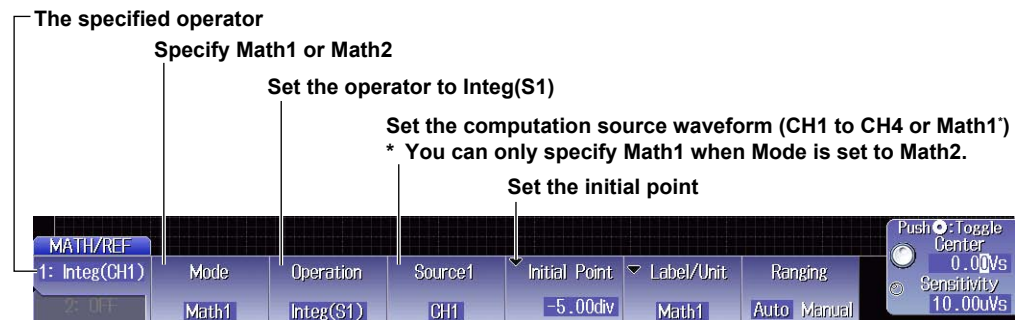 The specified operator
Specify Math1 or Math2
Set the operator to Integ(S1)
Set the computation source waveform (CH1 to CH4 or Math1*)
* You can only specify Math1 when Mode is set to Math2.
Set the initial point
MATH/REF
1: Integ(CH1)
2: OFF
Mode
Math1
Operation
Integ(S1)
Source1
CH1
Initial Point
-5.00div
Label/Unit
Math1
Ranging
Auto Manual
Push :Toggle
Center
0.00Vs
Sensitivity
10.00uVs